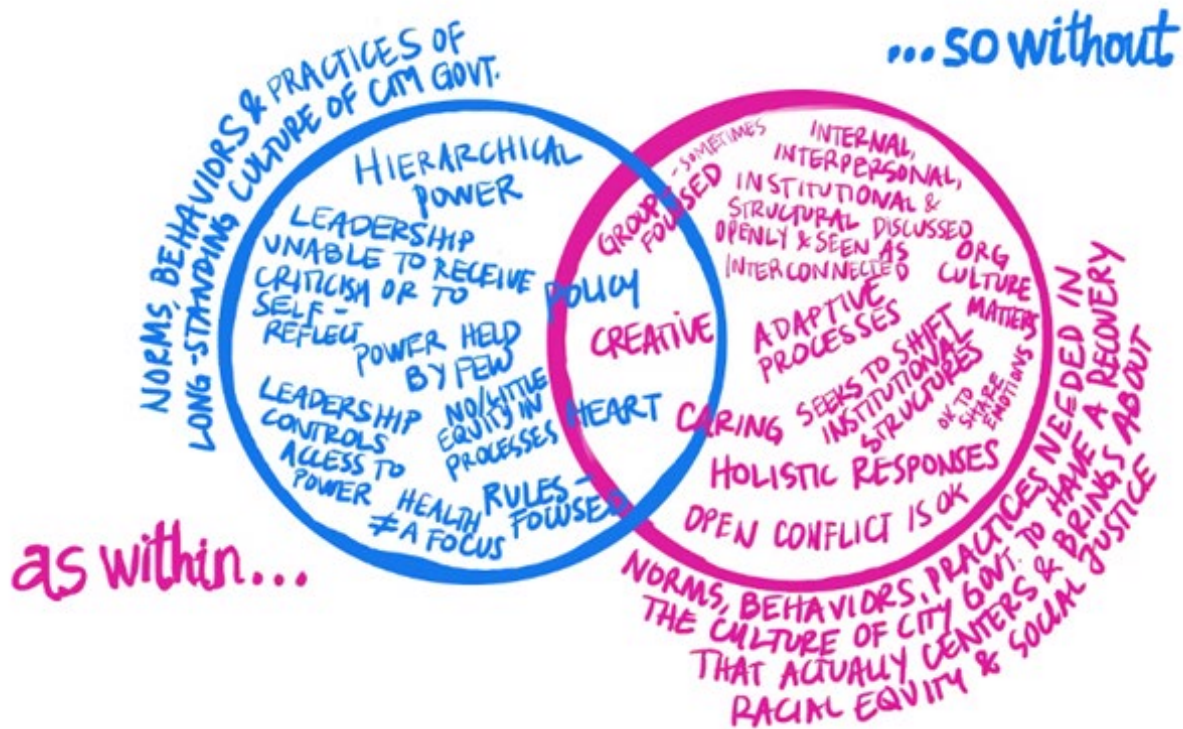 ...so without
NORMS, BEHAVIORS & PRACTICES OF
LONG-STANDING CULTURE OF CITY GOVT.
HIERARCHICAL
POWER
LEADERSHIP
UNABLE TO RECEIVE
CRITICISM OR TO
SELF-
REFLECT
POWER HELD
BY FEW
NO/LITTLE
EQUITY IN
PROCESSES
LEADERSHIP
CONTROLS
ACCESS TO
POWER
HEALTH
≠ A FOCUS
RULES-
FOCUSED
GROUP - SOMETIMES
FOCUSED
POLICY
CREATIVE
HEART
CARING
INTERNAL,
INTERPERSONAL,
INSTITUTIONAL &
STRUCTURAL DISCUSSED
OPENLY & SEEN AS
INTERCONNECTED
ORG
CULTURE
MATTERS
ADAPTIVE
PROCESSES
SEEKS TO SHIFT
INSTITUTIONAL
STRUCTURES
OK TO
SHARE
EMOTIONS
HOLISTIC RESPONSES
OPEN CONFLICT IS OK
as within...
NORMS, BEHAVIORS, PRACTICES NEEDED IN
THE CULTURE OF CITY GOVT. TO HAVE A RECOVERY
THAT ACTUALLY CENTERS & BRINGS ABOUT
RACIAL EQUITY & SOCIAL JUSTICE